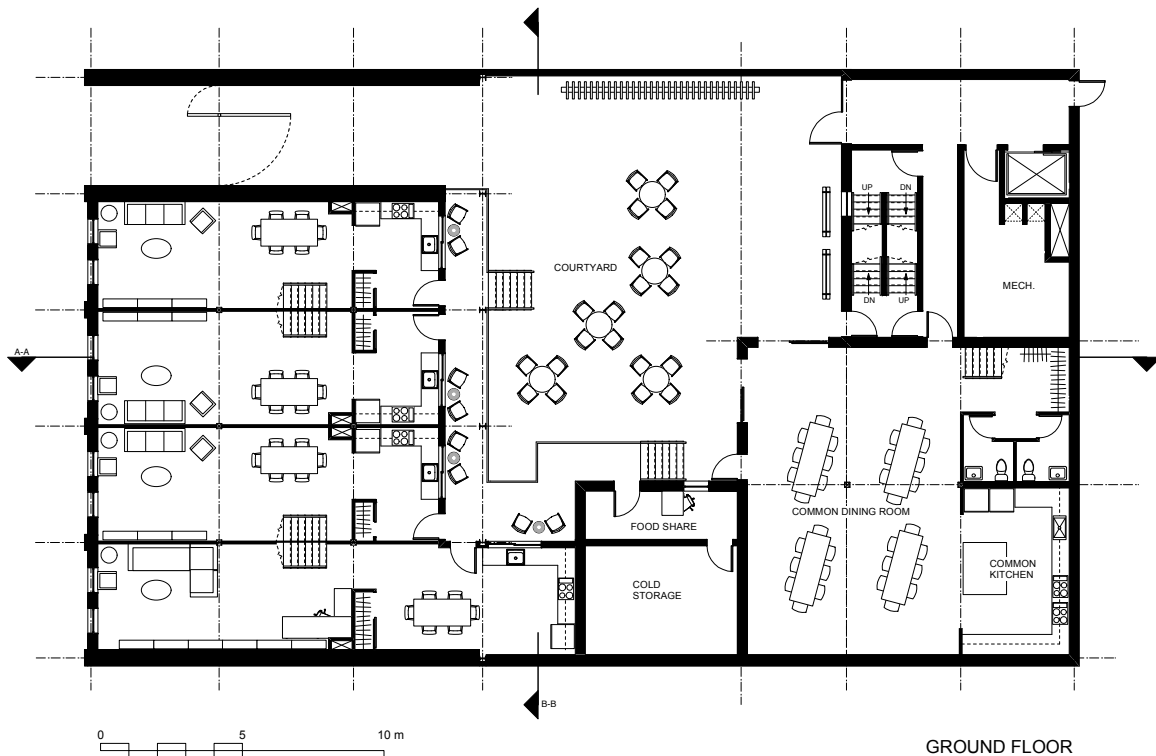 UP
DN
COURTYARD
MECH.
DN
UP
A-A
COMMON DINING ROOM
FOOD SHARE
COMMON
KITCHEN
COLD
STORAGE
B-B
0
5
10 m
GROUND FLOOR